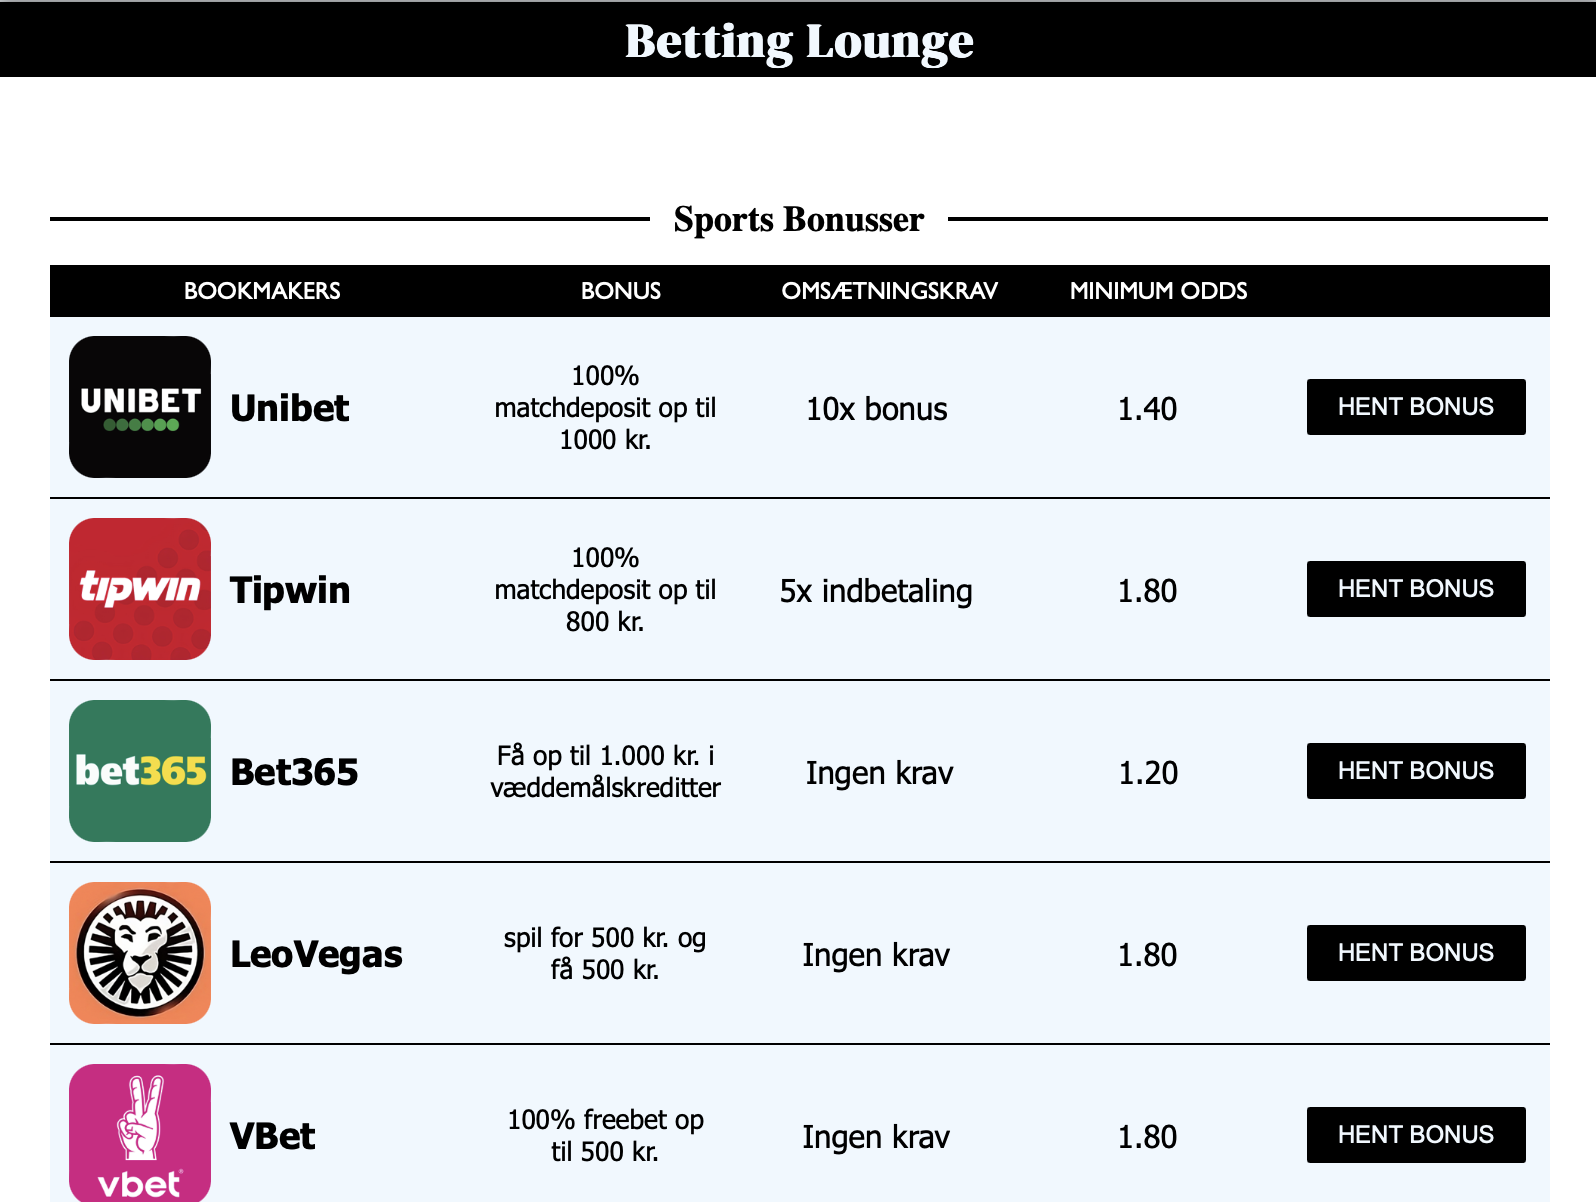 Betting Lounge
Sports Bonusser
BOOKMAKERS BONUS OMSÆTNINGSKRAV MINIMUM ODDS
UNIBET
Unibet
100%
matchdeposit op til
1000 kr.
10x bonus
1.40
HENT BONUS
tipwin
Tipwin
100%
matchdeposit op til
800 kr.
5x indbetaling
1.80
HENT BONUS
bet365
Bet365
Få op til 1.000 kr. i
væddemålskreditter
Ingen krav
1.20
HENT BONUS
LeoVegas
spil for 500 kr. og
få 500 kr.
Ingen krav
1.80
HENT BONUS
vbet
VBet
100% freebet op
til 500 kr.
Ingen krav
1.80
HENT BONUS